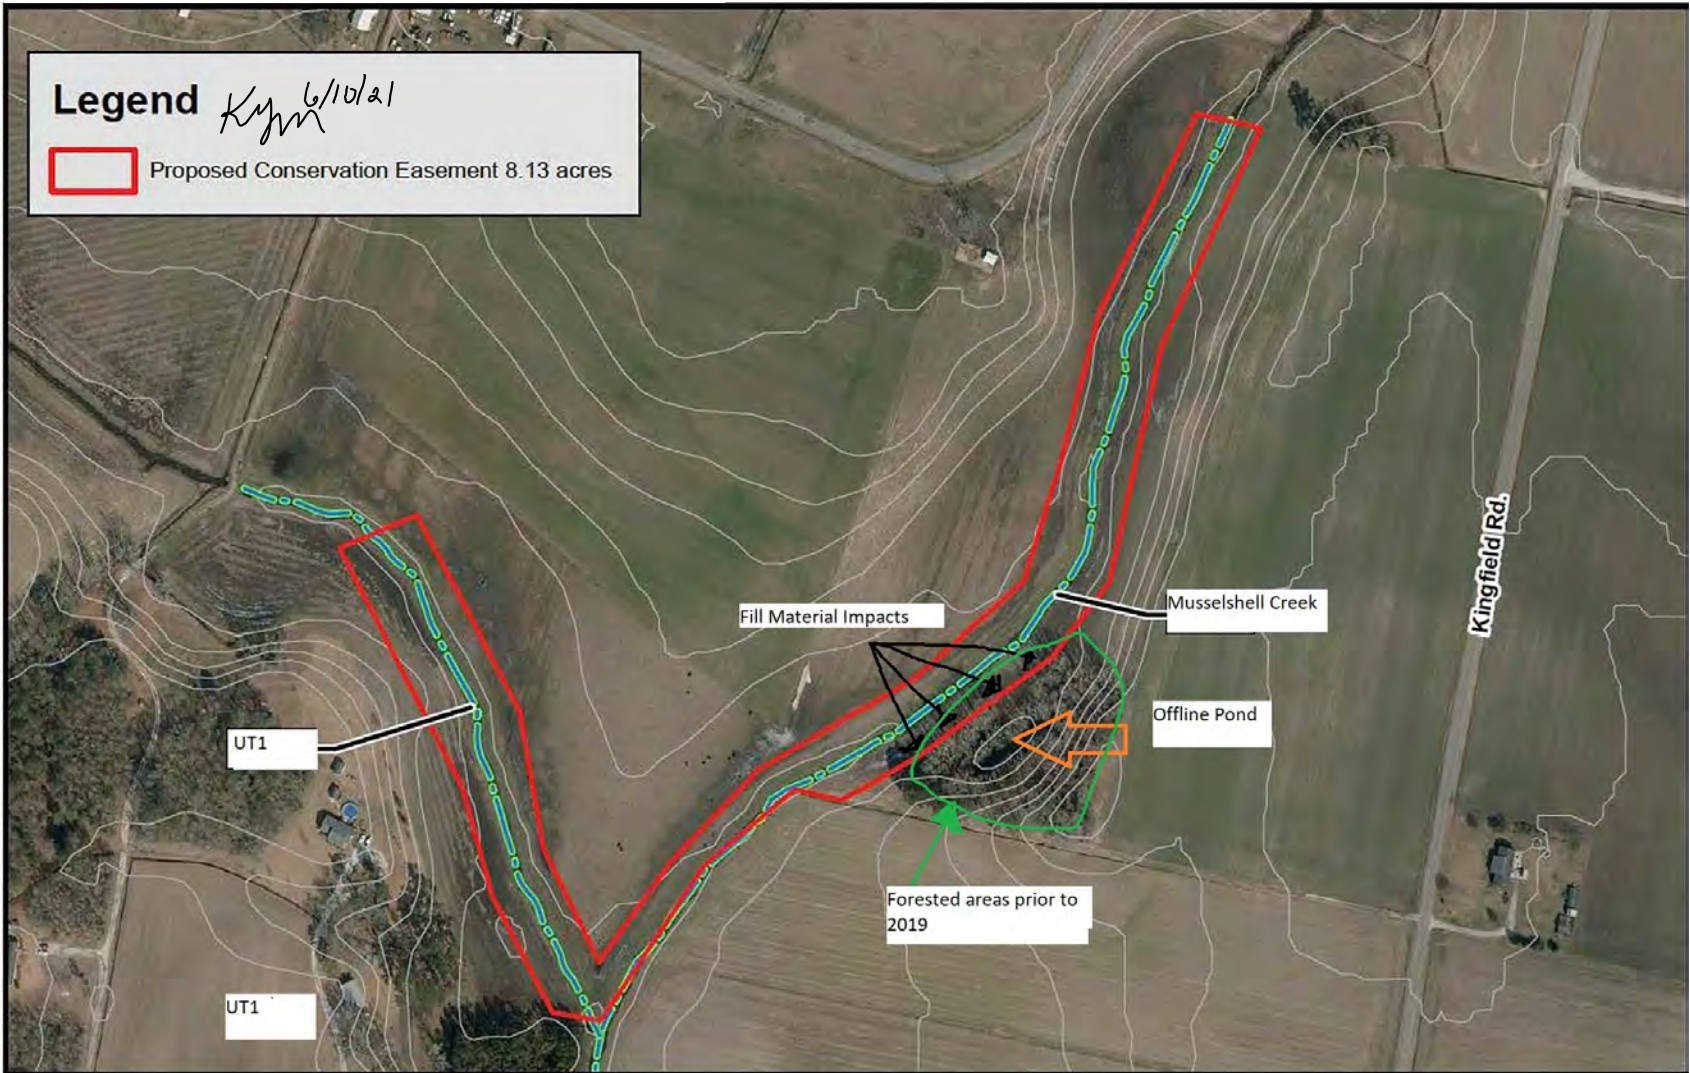 Legend
6/10/21
Proposed Conservation Easement 8.13 acres
Fill Material Impacts
Musselshell Creek
Kingfield Rd.
Offline Pond
UT1
Forested areas prior to
2019
UT1